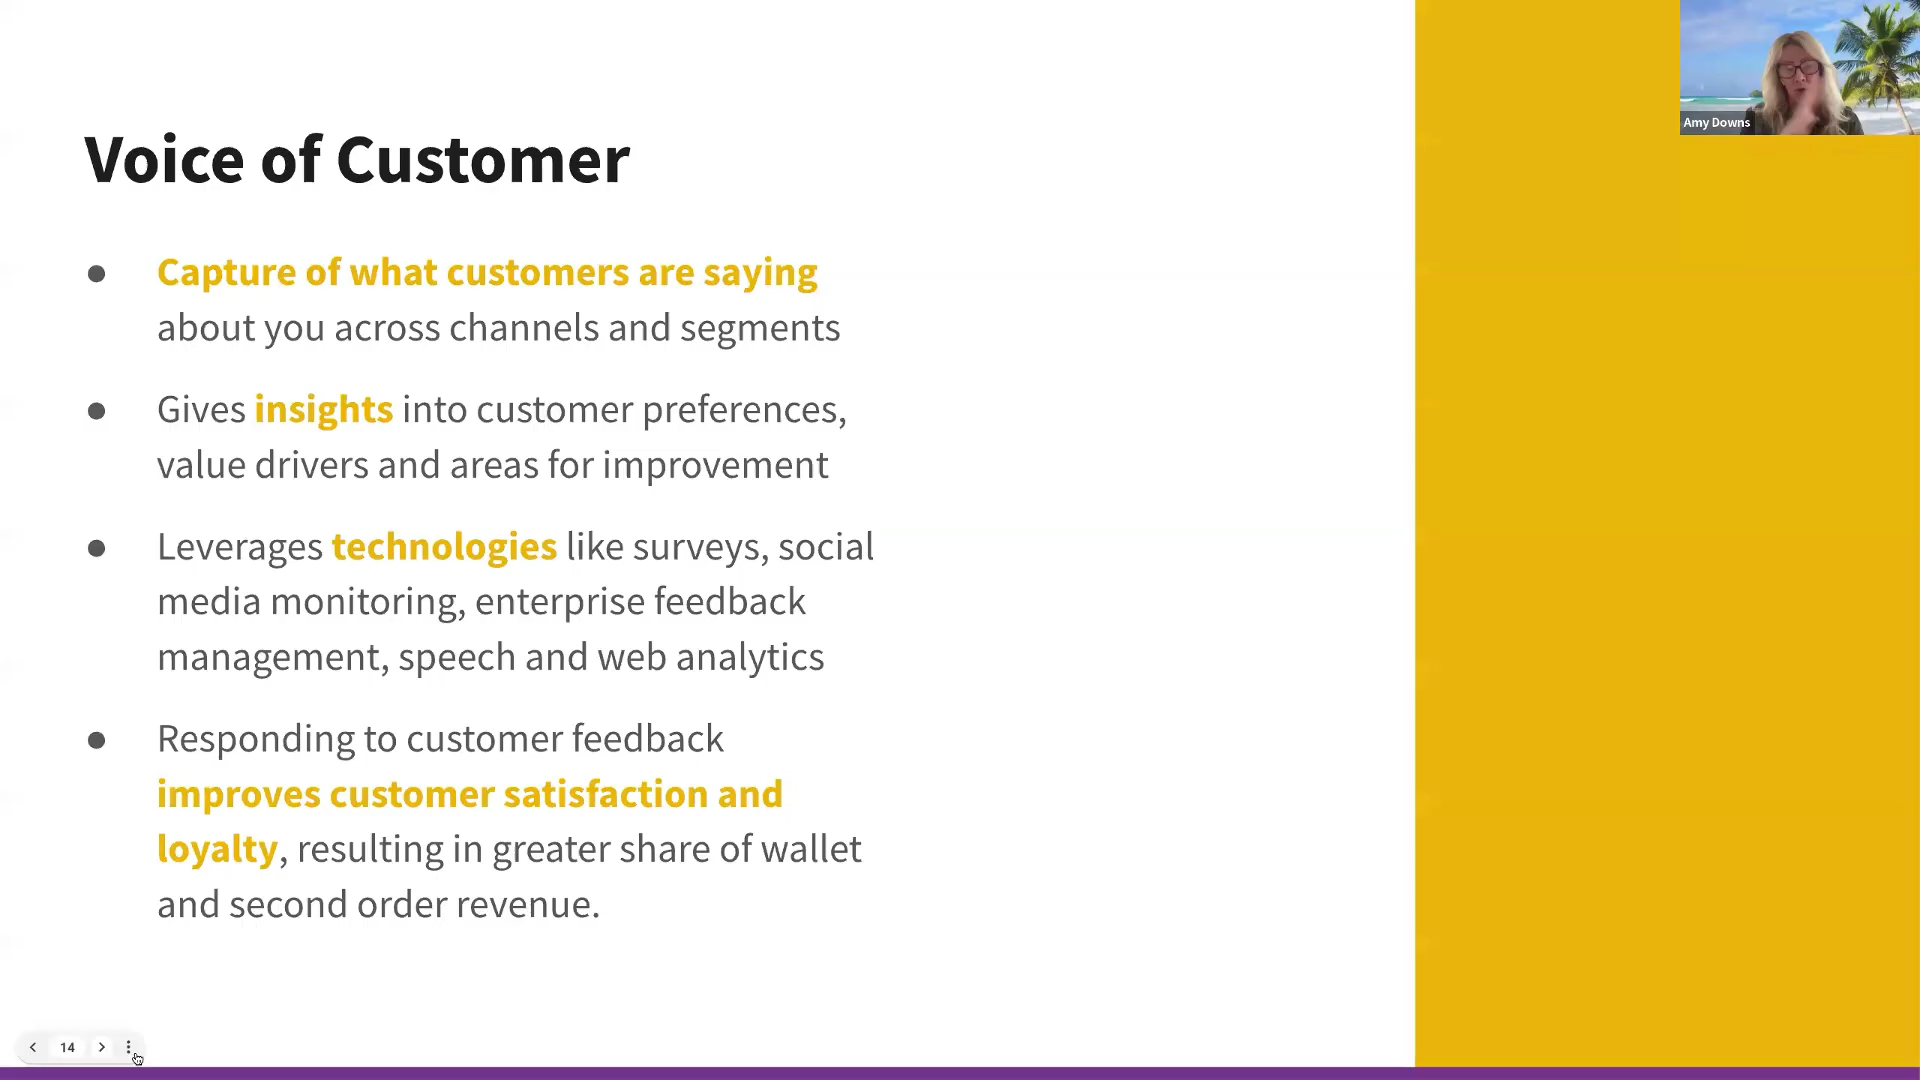 Amy Downs
Voice of Customer
● Capture of what customers are saying
about you across channels and segments
● Gives insights into customer preferences,
value drivers and areas for improvement
● Leverages technologies like surveys, social
media monitoring, enterprise feedback
management, speech and web analytics
● Responding to customer feedback
improves customer satisfaction and
loyalty, resulting in greater share of wallet
and second order revenue.
14